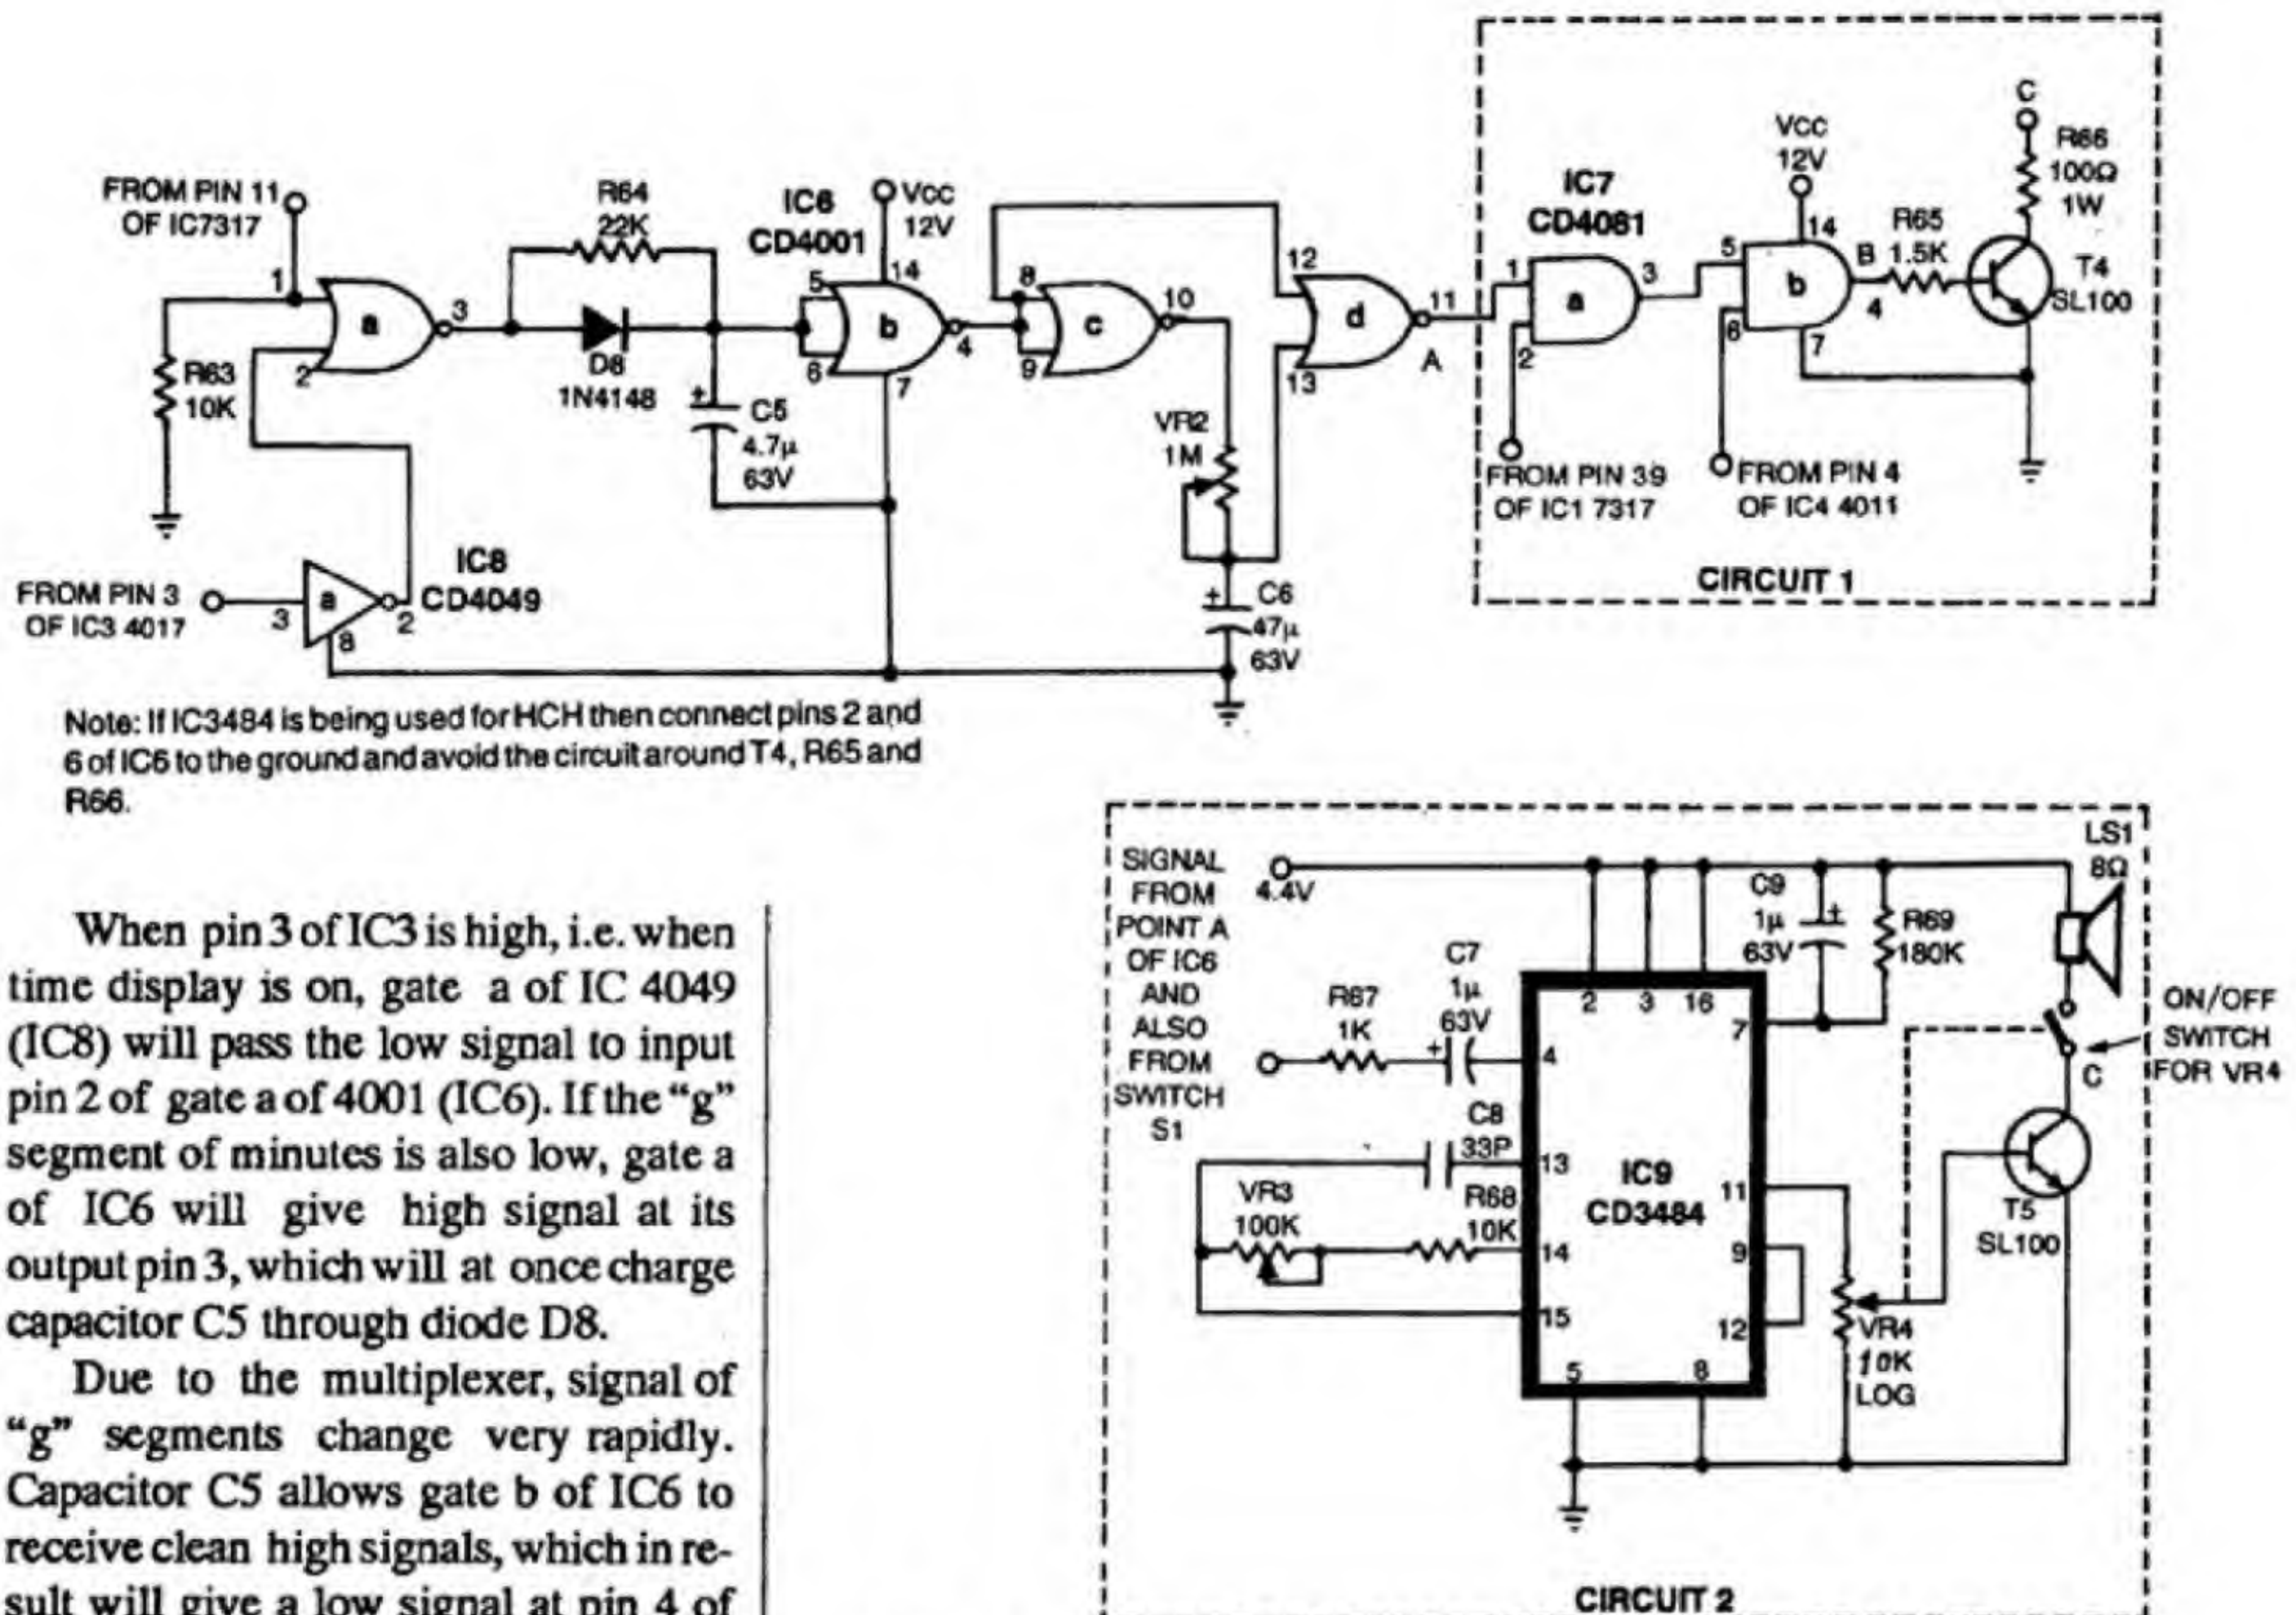 FROM PIN 11
OF IC7317
1
2
3
a
R63
10K
R64
22K
D8
1N4148
+
C5
4.7µ
63V
IC6
CD4001
VCC
12V
5
14
b
6
7
4
8
9
c
10
VR2
1M
12
13
d
11
A
+
C6
47µ
63V
FROM PIN 3
OF IC3 4017
3
a
8
2
IC8
CD4049
IC7
CD4081
1
2
a
3
VCC
12V
14
5
6
b
7
B
4
R65
1.5K
C
R66
100Ω
1W
T4
SL100
FROM PIN 39
OF IC1 7317
FROM PIN 4
OF IC4 4011
CIRCUIT 1
Note: If IC3484 is being used for HCH then connect pins 2 and
6 of IC6 to the ground and avoid the circuit around T4, R65 and
R66.
When pin 3 of IC3 is high, i.e. when
time display is on, gate a of IC 4049
(IC8) will pass the low signal to input
pin 2 of gate a of 4001 (IC6). If the “g”
segment of minutes is also low, gate a
of IC6 will give high signal at its
output pin 3, which will at once charge
capacitor C5 through diode D8.
Due to the multiplexer, signal of
“g” segments change very rapidly.
Capacitor C5 allows gate b of IC6 to
receive clean high signals, which in re-
sult will give a low signal at pin 4 of
SIGNAL
FROM
POINT A
OF IC6
AND
ALSO
FROM
SWITCH
S1
4.4V
R67
1K
C7
1µ
63V
+
4
C8
33P
13
VR3
100K
R68
10K
14
15
2
3
16
7
IC9
CD3484
11
9
12
5
8
C9
1µ
63V
+
R69
180K
LS1
8Ω
ON/OFF
SWITCH
FOR VR4
C
T5
SL100
VR4
10K
LOG
CIRCUIT 2